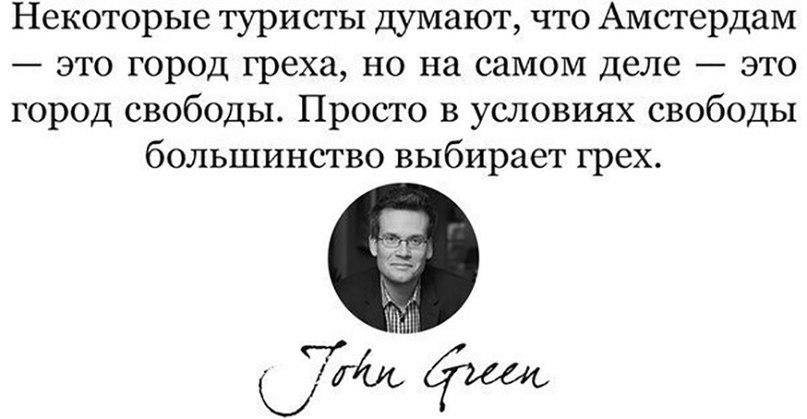 Некоторые туристы думают, что Амстердам
— это город греха, но на самом деле — это
город свободы. Просто в условиях свободы
большинство выбирает грех.
John Green